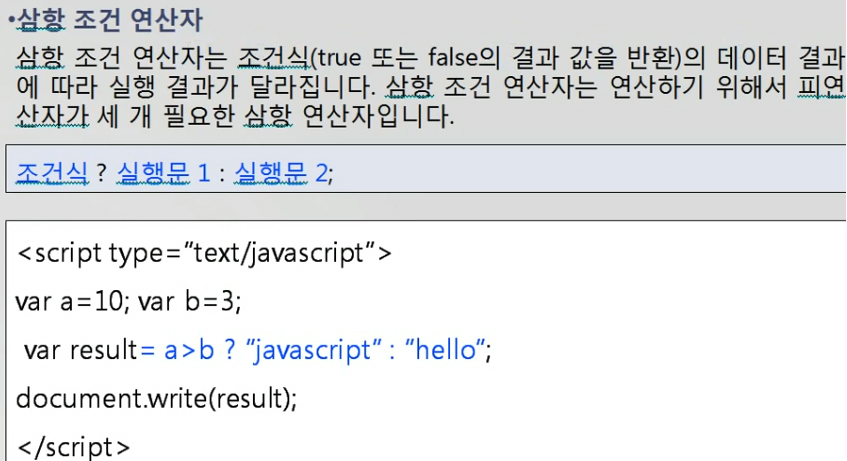 •삼항 조건 연산자
삼항 조건 연산자는 조건식(true 또는 false의 결과 값을 반환)의 데이터 결과
에 따라 실행 결과가 달라집니다. 삼항 조건 연산자는 연산하기 위해서 피연
산자가 세 개 필요한 삼항 연산자입니다.
조건식 ? 실행문 1 : 실행문 2;
<script type=“text/javascript”>
var a=10; var b=3;
var result= a>b ? “javascript” : “hello”;
document.write(result);
</script>